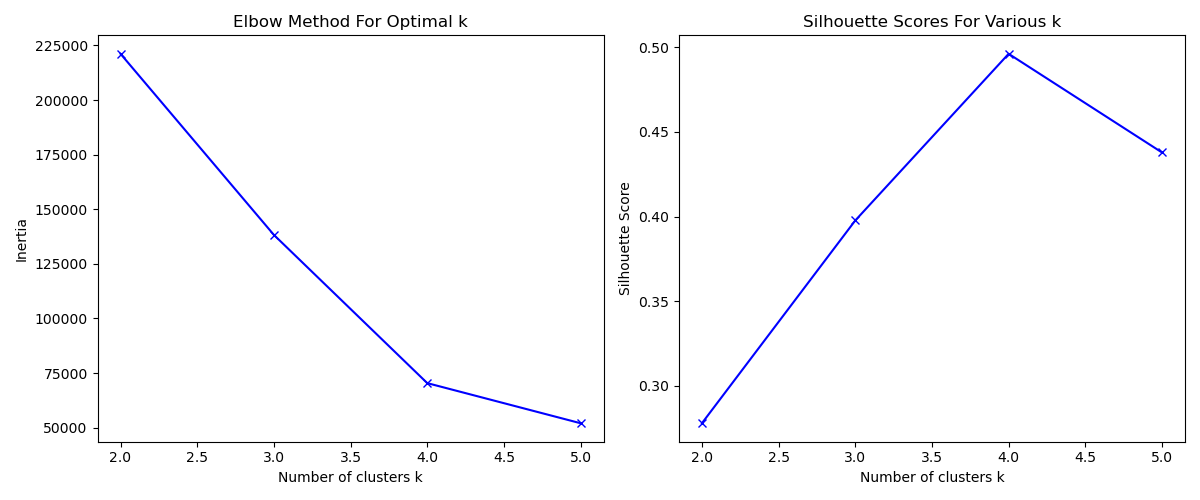 Elbow Method For Optimal k
225000
200000
175000
150000
125000
100000
75000
50000
Inertia
2.0 2.5 3.0 3.5 4.0 4.5 5.0
Number of clusters k
Silhouette Scores For Various k
0.50
0.45
0.40
0.35
0.30
Silhouette Score
2.0 2.5 3.0 3.5 4.0 4.5 5.0
Number of clusters k